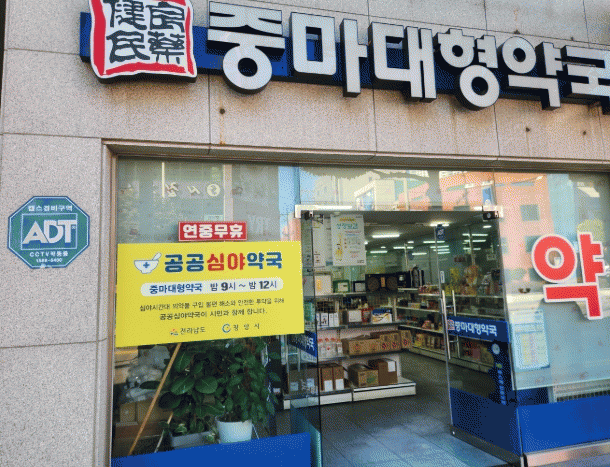 중마대형약국
연중무휴
공공심야약국
중마대형약국 밤 9시 ~ 밤 12시
심야시간대 의약품 구입 불편 해소와 안전한 투약을 위해
공공심야약국이 시민과 함께 합니다.
전라남도 광양시
캡스경비구역
ADT
CCTV작동중
1588-6400
약
중마대형약국